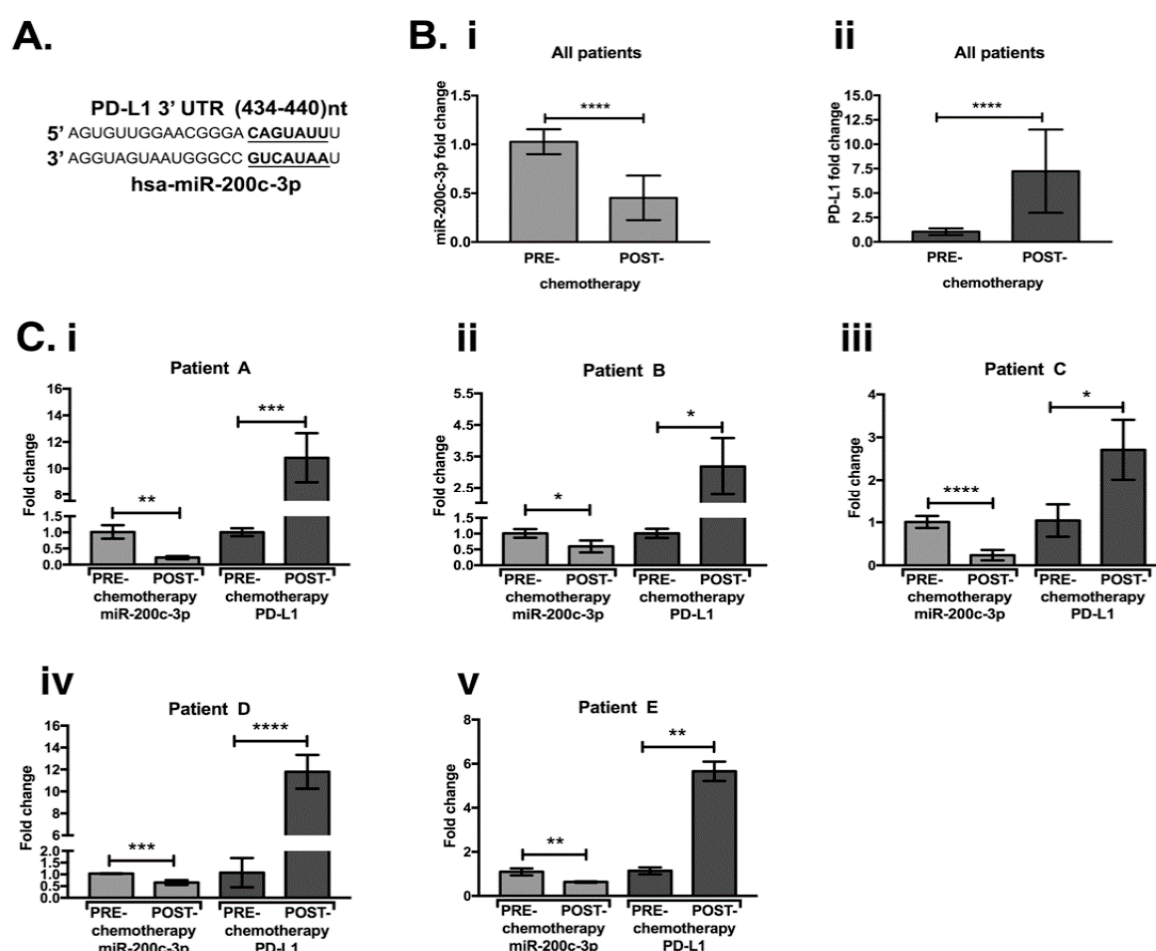 A.
PD-L1 3' UTR (434-440)nt
5' AGUGUUGGAACGGGA CAGUAUUU
3' AGGUAGUAAUGGGCC GUCAUAAU
hsa-miR-200c-3p
B. i
All patients
miR-200c-3p fold change
1.5
1.0
0.5
0.0
****
PRE- POST-
chemotherapy
ii
All patients
PD-L1 fold change
15.0
12.5
10.0
7.5
5.0
2.5
0.0
****
PRE- POST-
chemotherapy
C. i
Patient A
Fold change
16
14
12
10
8
1.5
1.0
0.5
0.0
**
***
PRE- POST- PRE- POST-
chemotherapy chemotherapy
miR-200c-3p PD-L1
ii
Patient B
Fold change
5.5
4.5
3.5
2.5
1.5
1.0
0.5
0.0
*
*
PRE- POST- PRE- POST-
chemotherapy chemotherapy
miR-200c-3p PD-L1
iii
Patient C
Fold change
4
3
2
1
0
****
*
PRE- POST- PRE- POST-
chemotherapy chemotherapy
miR-200c-3p PD-L1
iv
Patient D
Fold change
16
14
12
10
8
6
2.0
1.5
1.0
0.5
0.0
***
****
PRE- POST- PRE- POST-
chemotherapy chemotherapy
miR-200c-3p PD-L1
v
Patient E
Fold change
8
6
4
2
0
**
**
PRE- POST- PRE- POST-
chemotherapy chemotherapy
miR-200c-3p PD-L1